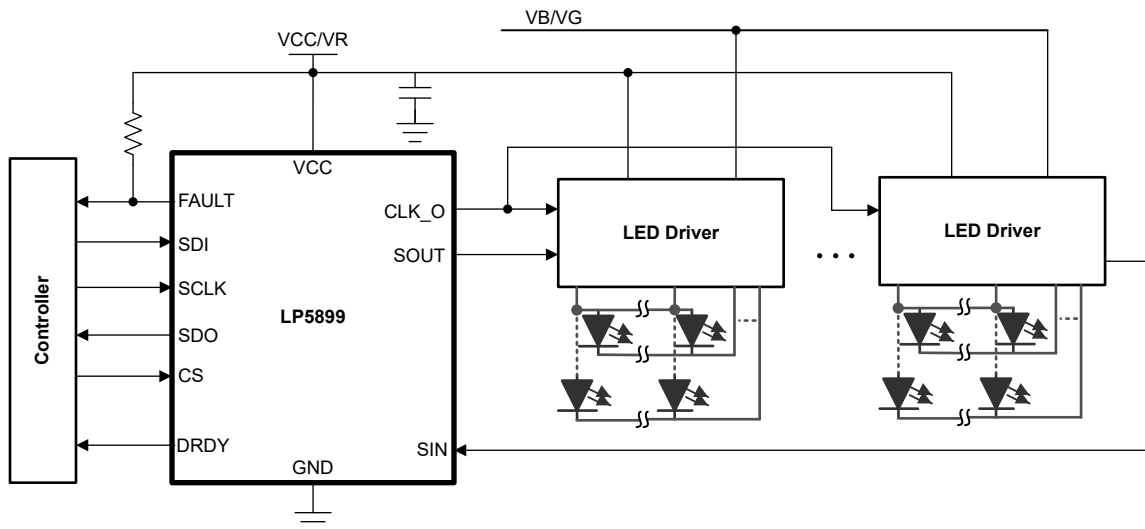 VB/VG
VCC/VR
VCC
FAULT
CLK_O
SDI
SOUT
LED Driver
LED Driver
SCLK
Controller
LP5899
SDO
CS
DRDY
SIN
GND